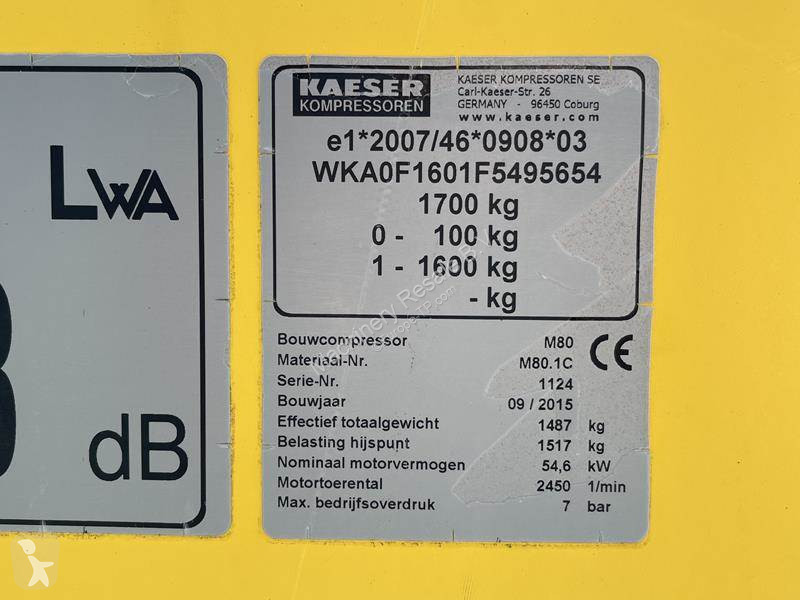 LWA
dB
KAESER
KOMPRESSOREN
KAESER KOMPRESSOREN SE
Carl-Kaeser-Str. 26
GERMANY - 96450 Coburg
www.kaeser.com
e1*2007/46*0908*03
WKA0F1601F5495654
1700 kg
0 - 100 kg
1 - 1600 kg
- kg
Bouwcompressor M80
Materiaal-Nr. M80.1C
Serie-Nr. 1124
Bouwjaar 09 / 2015
Effectief totaalgewicht 1487 kg
Belasting hijspunt 1517 kg
Nominaal motorvermogen 54,6 kW
Motortoerental 2450 1/min
Max. bedrijfsoverdruk 7 bar
CE
Machinery Resale B.V.